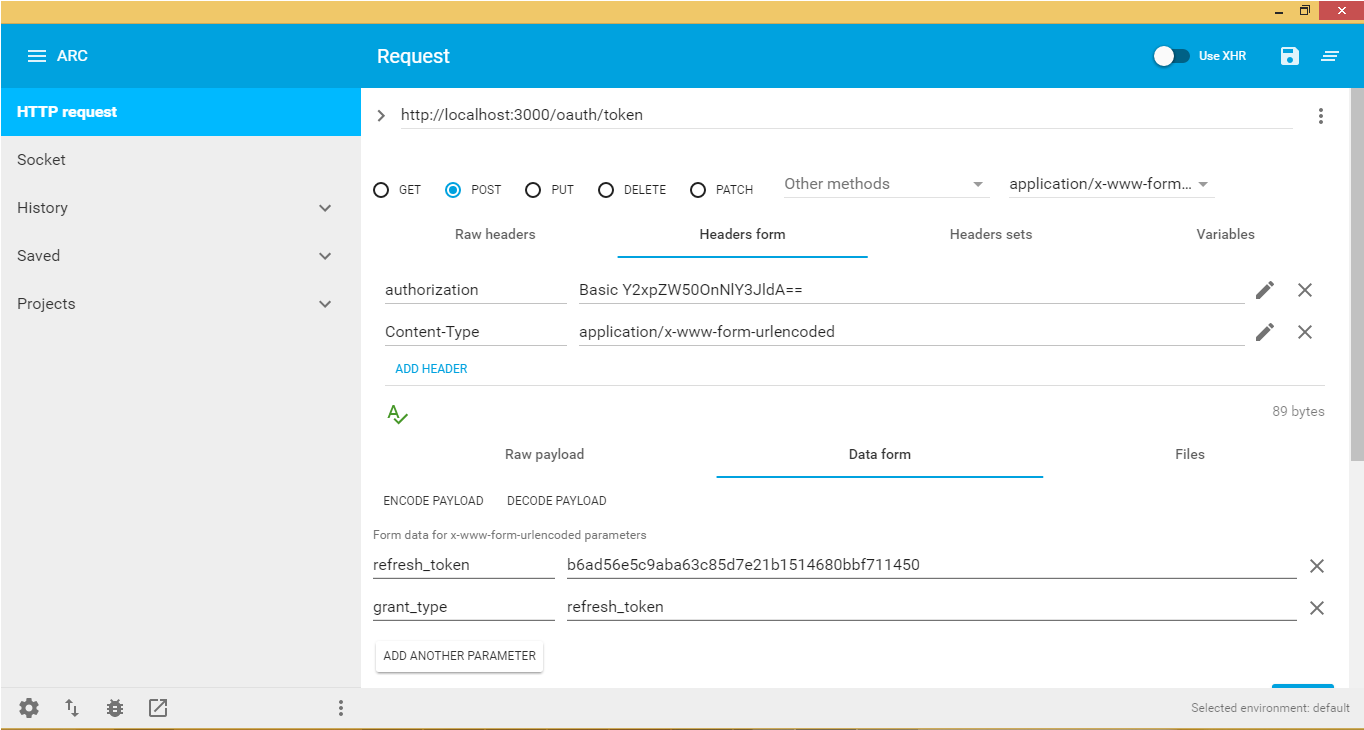 ARC
Request
Use XHR
HTTP request
Socket
History
Saved
Projects
http://localhost:3000/oauth/token
GET POST PUT DELETE PATCH Other methods application/x-www-form...
Raw headers Headers form Headers sets Variables
authorization Basic Y2xpZW50OnNlY3JldA==
Content-Type application/x-www-form-urlencoded
ADD HEADER
89 bytes
Raw payload Data form Files
ENCODE PAYLOAD DECODE PAYLOAD
Form data for x-www-form-urlencoded parameters
refresh_token b6ad56e5c9aba63c85d7e21b1514680bbf711450
grant_type refresh_token
ADD ANOTHER PARAMETER
Selected environment: default